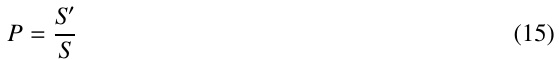 P = S′/S (15)